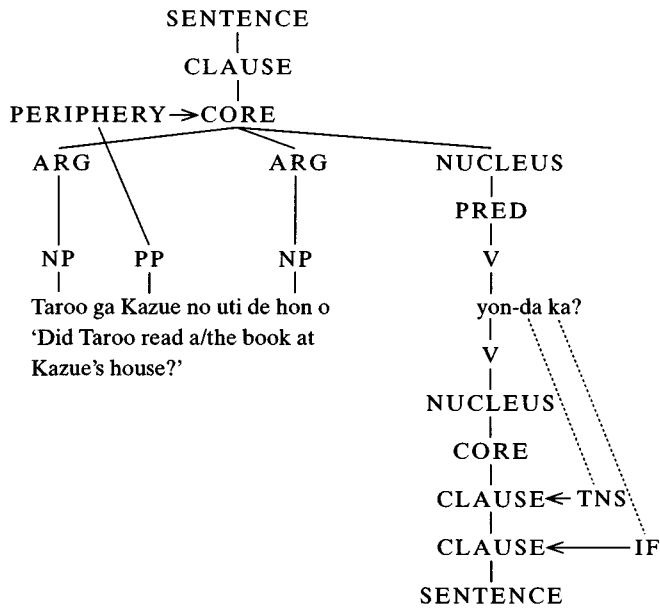 SENTENCE
CLAUSE
PERIPHERY CORE
ARG ARG NUCLEUS
PRED
NP PP NP V
Taroo ga Kazue no uti de hon o yon-da ka?
'Did Taroo read a/the book at
Kazue's house?'
V
NUCLEUS
CORE
CLAUSE TNS
CLAUSE IF
SENTENCE